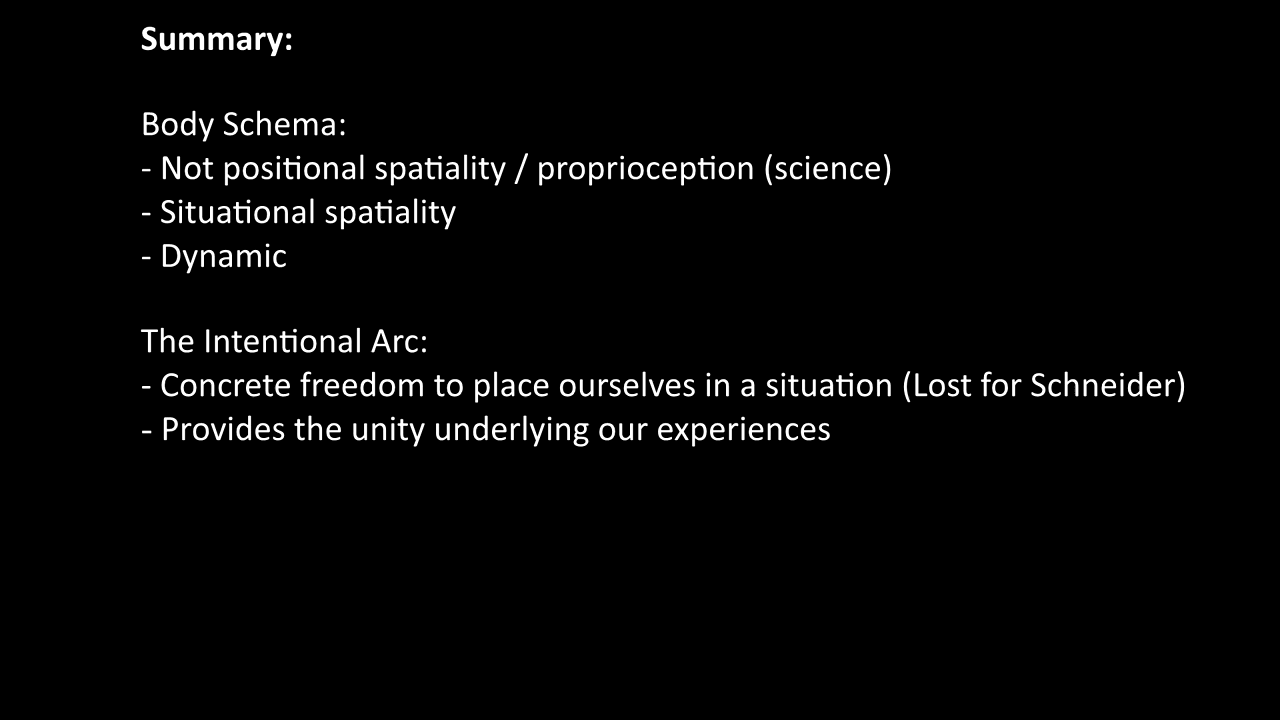 Summary:
Body Schema:
- Not positional spatiality / proprioception (science)
- Situational spatiality
- Dynamic
The Intentional Arc:
- Concrete freedom to place ourselves in a situation (Lost for Schneider)
- Provides the unity underlying our experiences